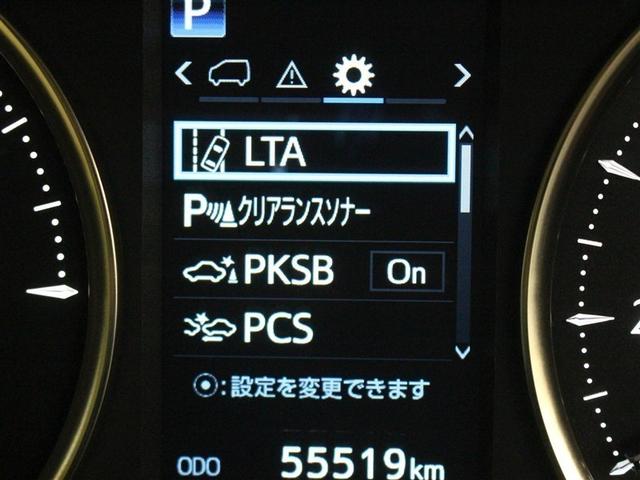 P
LTA
P クリアランスソナー
PKSB On
PCS
⦿:設定を変更できます
ODO 55519km